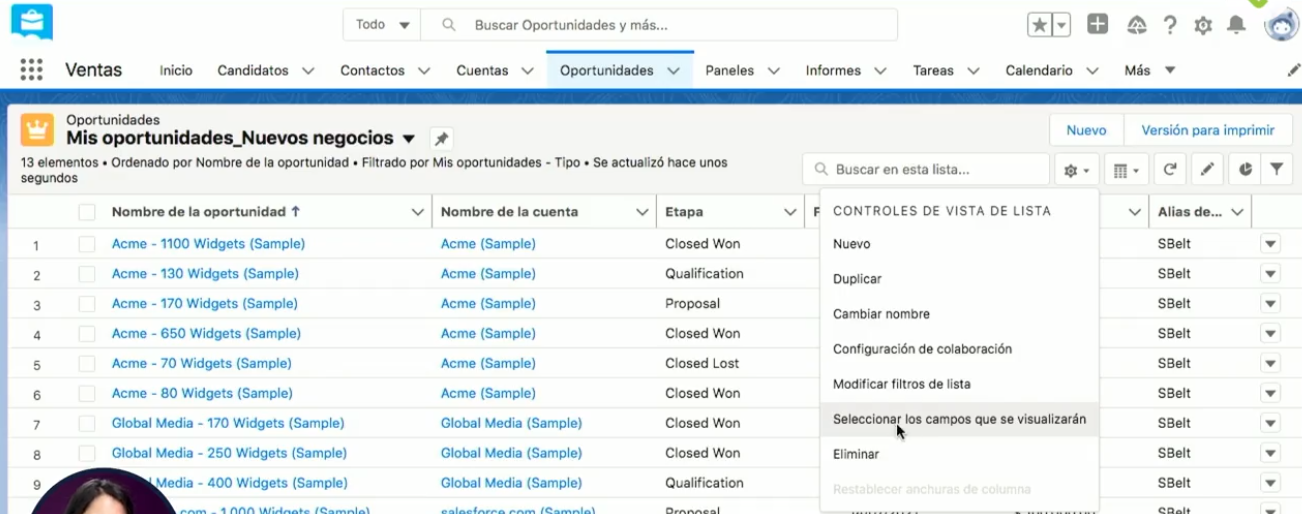 Todo
Buscar Oportunidades y más...
Ventas
Inicio
Candidatos
Contactos
Cuentas
Oportunidades
Paneles
Informes
Tareas
Calendario
Más
Oportunidades
Mis oportunidades_Nuevos negocios
Nuevo
Versión para imprimir
13 elementos • Ordenado por Nombre de la oportunidad • Filtrado por Mis oportunidades - Tipo • Se actualizó hace unos
segundos
Buscar en esta lista...
Nombre de la oportunidad ↑
Nombre de la cuenta
Etapa
F
Alias de...
1 Acme - 1100 Widgets (Sample) Acme (Sample) Closed Won SBelt
2 Acme - 130 Widgets (Sample) Acme (Sample) Qualification SBelt
3 Acme - 170 Widgets (Sample) Acme (Sample) Proposal SBelt
4 Acme - 650 Widgets (Sample) Acme (Sample) Closed Won SBelt
5 Acme - 70 Widgets (Sample) Acme (Sample) Closed Lost SBelt
6 Acme - 80 Widgets (Sample) Acme (Sample) Closed Won SBelt
7 Global Media - 170 Widgets (Sample) Global Media (Sample) Closed Won SBelt
8 Global Media - 250 Widgets (Sample) Global Media (Sample) Closed Won SBelt
9 Media - 400 Widgets (Sample) Global Media (Sample) Qualification SBelt
com - 1,000 Widgets (Sample) salesforce.com (Sample) Proposal SBelt
CONTROLES DE VISTA DE LISTA
Nuevo
Duplicar
Cambiar nombre
Configuración de colaboración
Modificar filtros de lista
Seleccionar los campos que se visualizarán
Eliminar
Restablecer anchuras de columna